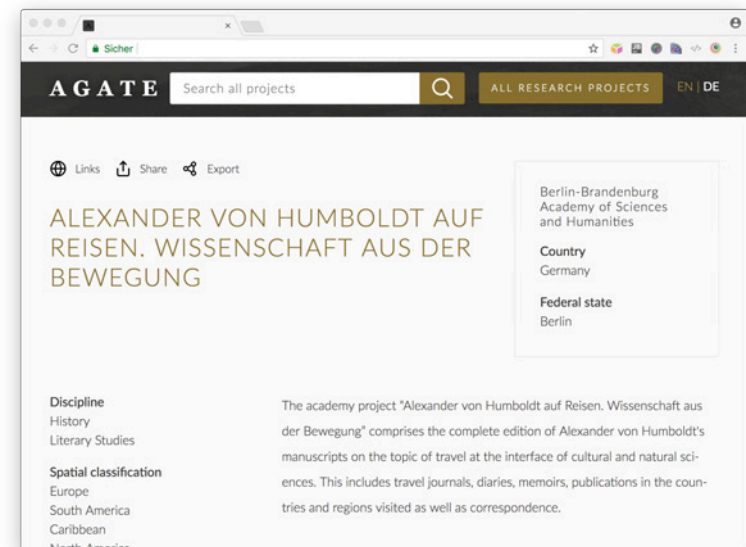 Sicher
AGATE
Search all projects
ALL RESEARCH PROJECTS
EN | DE
Links
Share
Export
ALEXANDER VON HUMBOLDT AUF
REISEN. WISSENSCHAFT AUS DER
BEWEGUNG
Berlin-Brandenburg
Academy of Sciences
and Humanities
Country
Germany
Federal state
Berlin
Discipline
History
Literary Studies
Spatial classification
Europe
South America
Caribbean
North America
The academy project "Alexander von Humboldt auf Reisen. Wissenschaft aus
der Bewegung" comprises the complete edition of Alexander von Humboldt's
manuscripts on the topic of travel at the interface of cultural and natural sci-
ences. This includes travel journals, diaries, memoirs, publications in the coun-
tries and regions visited as well as correspondence.